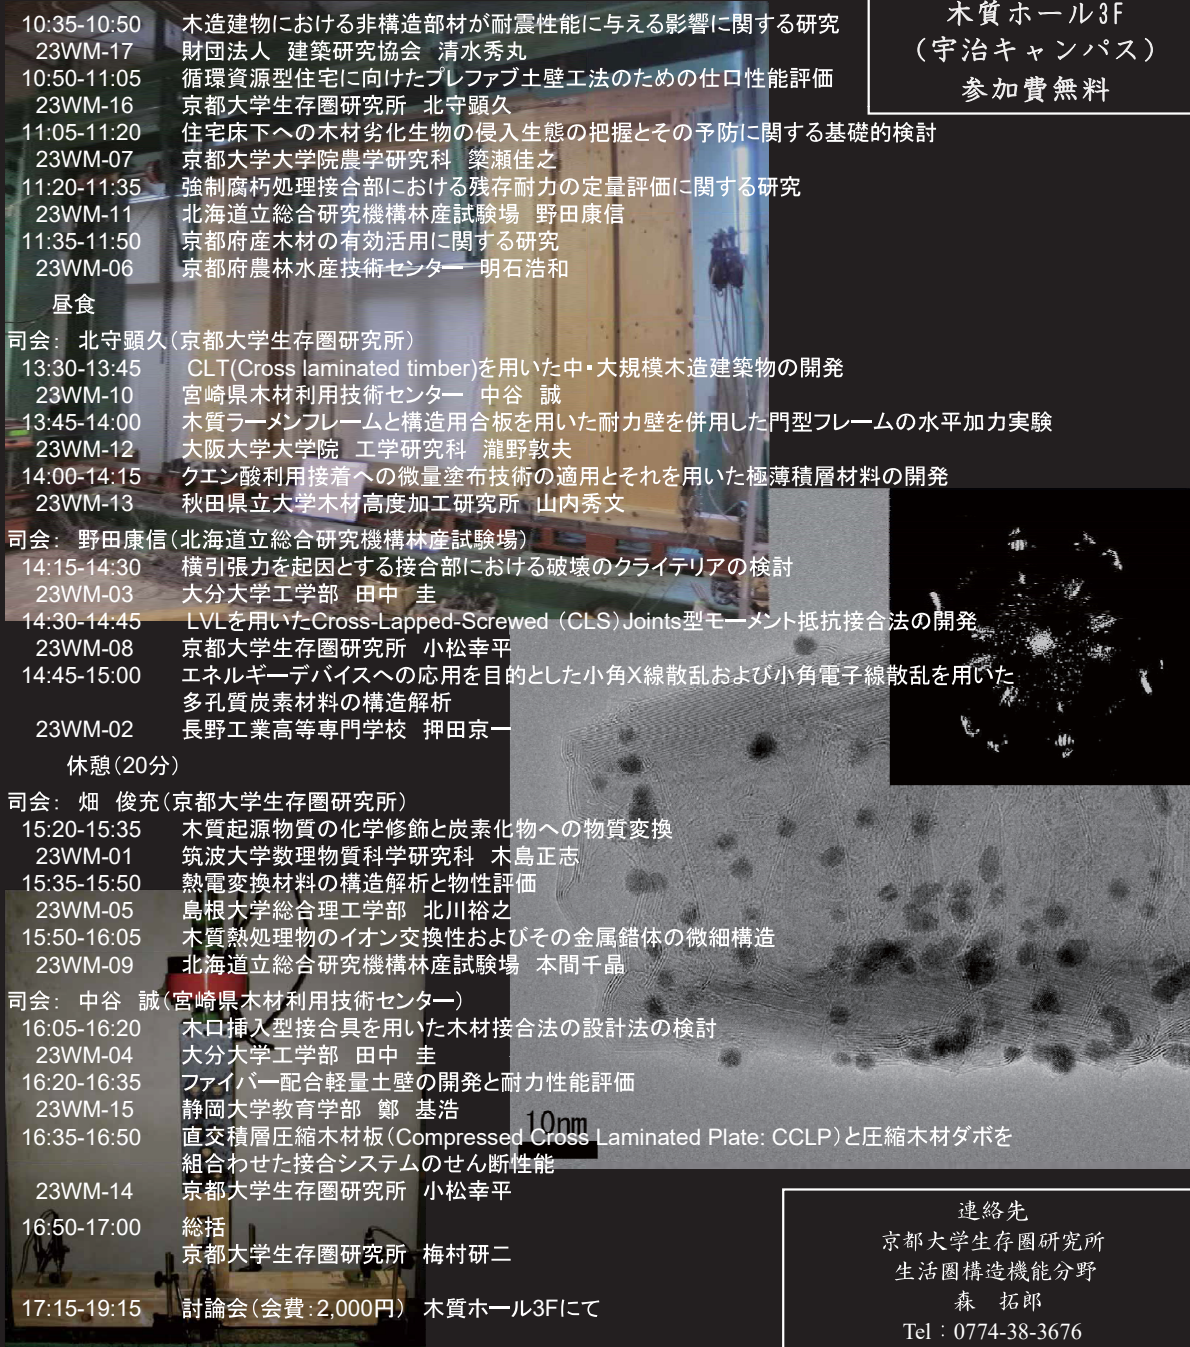 木質ホール3F
（宇治キャンパス）
参加費無料
10:35-10:50 木造建物における非構造部材が耐震性能に与える影響に関する研究
23WM-17 財団法人 建築研究協会 清水秀丸
10:50-11:05 循環資源型住宅に向けたプレファブ土壁工法のための仕口性能評価
23WM-16 京都大学生存圏研究所 北守顕久
11:05-11:20 住宅床下への木材劣化生物の侵入生態の把握とその予防に関する基礎的検討
23WM-07 京都大学大学院農学研究科 簗瀬佳之
11:20-11:35 強制腐朽処理接合部における残存耐力の定量評価に関する研究
23WM-11 北海道立総合研究機構林産試験場 野田康信
11:35-11:50 京都府産木材の有効活用に関する研究
23WM-06 京都府農林水産技術センター 明石浩和
昼食
司会： 北守顕久（京都大学生存圏研究所）
13:30-13:45 CLT(Cross laminated timber)を用いた中・大規模木造建築物の開発
23WM-10 宮崎県木材利用技術センター 中谷 誠
13:45-14:00 木質ラーメンフレームと構造用合板を用いた耐力壁を併用した門型フレームの水平加力実験
23WM-12 大阪大学大学院 工学研究科 瀧野敦夫
14:00-14:15 クエン酸利用接着への微量塗布技術の適用とそれを用いた極薄積層材料の開発
23WM-13 秋田県立大学木材高度加工研究所 山内秀文
司会： 野田康信（北海道立総合研究機構林産試験場）
14:15-14:30 横引張力を起因とする接合部における破壊のクライテリアの検討
23WM-03 大分大学工学部 田中 圭
14:30-14:45 LVLを用いたCross-Lapped-Screwed （CLS）Joints型モーメント抵抗接合法の開発
23WM-08 京都大学生存圏研究所 小松幸平
14:45-15:00 エネルギーデバイスへの応用を目的とした小角X線散乱および小角電子線散乱を用いた
多孔質炭素材料の構造解析
23WM-02 長野工業高等専門学校 押田京一
休憩（20分）
司会： 畑 俊充（京都大学生存圏研究所）
15:20-15:35 木質起源物質の化学修飾と炭素化物への物質変換
23WM-01 筑波大学数理物質科学研究科 木島正志
15:35-15:50 熱電変換材料の構造解析と物性評価
23WM-05 島根大学総合理工学部 北川裕之
15:50-16:05 木質熱処理物のイオン交換性およびその金属錯体の微細構造
23WM-09 北海道立総合研究機構林産試験場 本間千晶
司会： 中谷 誠（宮崎県木材利用技術センター）
16:05-16:20 木口挿入型接合具を用いた木材接合法の設計法の検討
23WM-04 大分大学工学部 田中 圭
16:20-16:35 ファイバー配合軽量土壁の開発と耐力性能評価
23WM-15 静岡大学教育学部 鄭 基浩
10nm
16:35-16:50 直交積層圧縮木材板（Compressed Cross Laminated Plate: CCLP）と圧縮木材ダボを
組合わせた接合システムのせん断性能
23WM-14 京都大学生存圏研究所 小松幸平
16:50-17:00 総括
京都大学生存圏研究所 梅村研二
17:15-19:15 討論会（会費：2,000円） 木質ホール3Fにて
連絡先
京都大学生存圏研究所
生活圏構造機能分野
森 拓郎
Tel：0774-38-3676